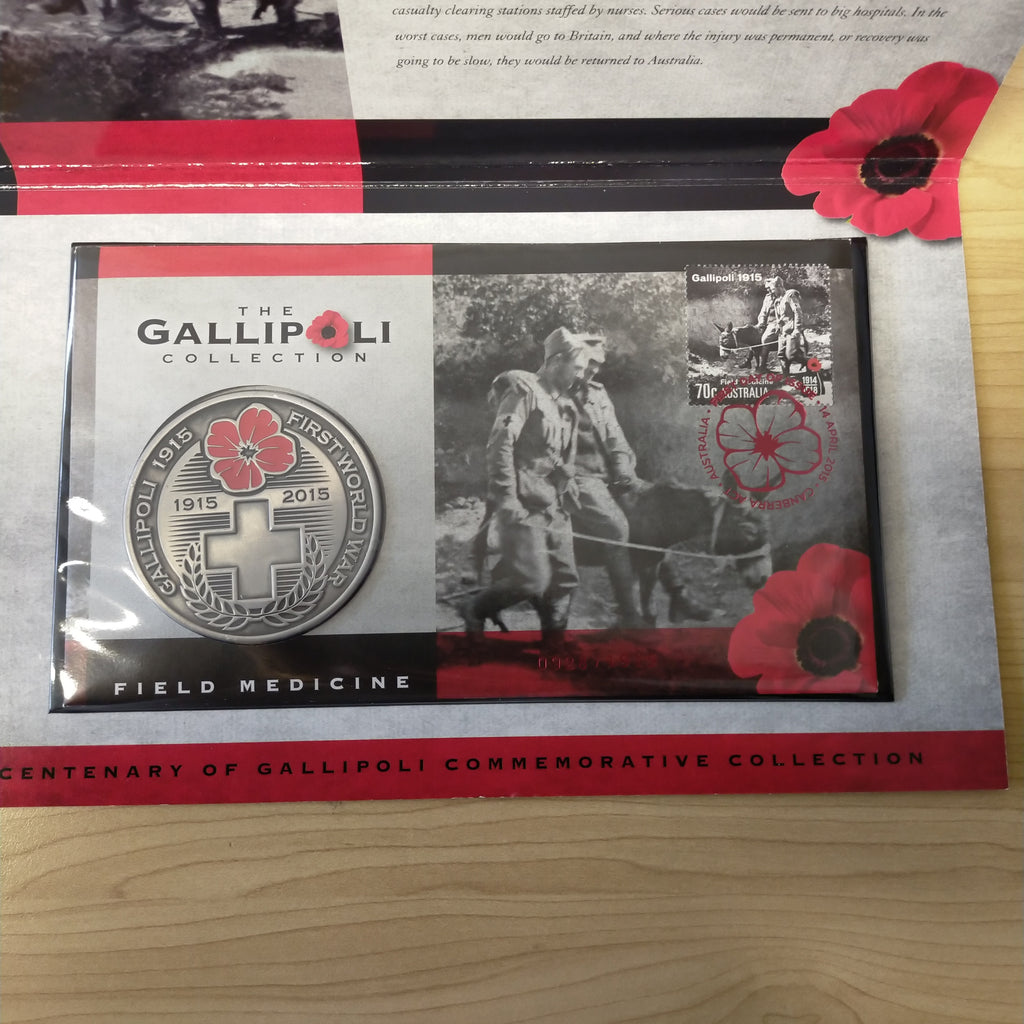 casualty clearing stations staffed by nurses. Serious cases would be sent to big hospitals. In the
worst cases, men would go to Britain, and where the injury was permanent, or recovery was
going to be slow, they would be returned to Australia.
THE
GALLIPOLI
COLLECTION
GALLIPOLI 1915
FIRST WORLD WAR
1915 2015
Gallipoli 1915
Field Medicine
70c AUSTRALIA
1914
1918
14 APRIL 2015 · CANBERRA ACT · AUSTRALIA ·
FIELD MEDICINE
CENTENARY OF GALLIPOLI COMMEMORATIVE COLLECTION